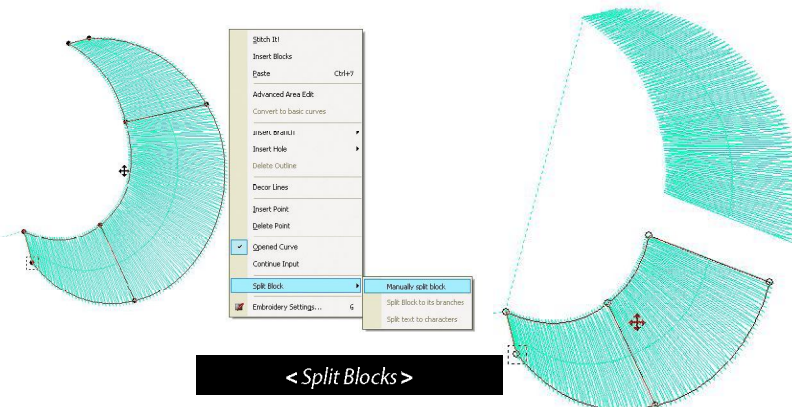 Stitch It!
Insert Blocks
Paste Ctrl+V
Advanced Area Edit
Convert to basic curves
Insert Branch
Insert Hole
Delete Outline
Decor Lines
Insert Point
Delete Point
Opened Curve
Continue Input
Split Block
Manually split block
Split Block to its branches
Split text to characters
Embroidery Settings... G
< Split Blocks >